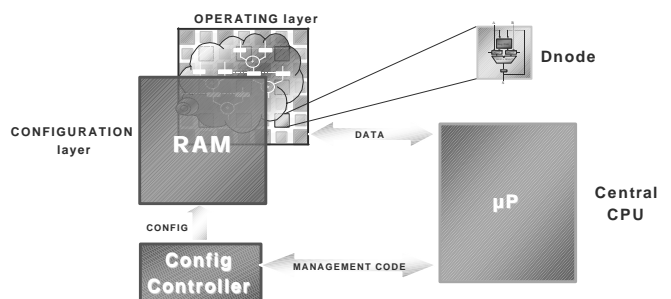 OPERATING layer
Dnode
CONFIGURATION
layer
RAM
DATA
µP
Central
CPU
CONFIG
Config
Controller
MANAGEMENT CODE